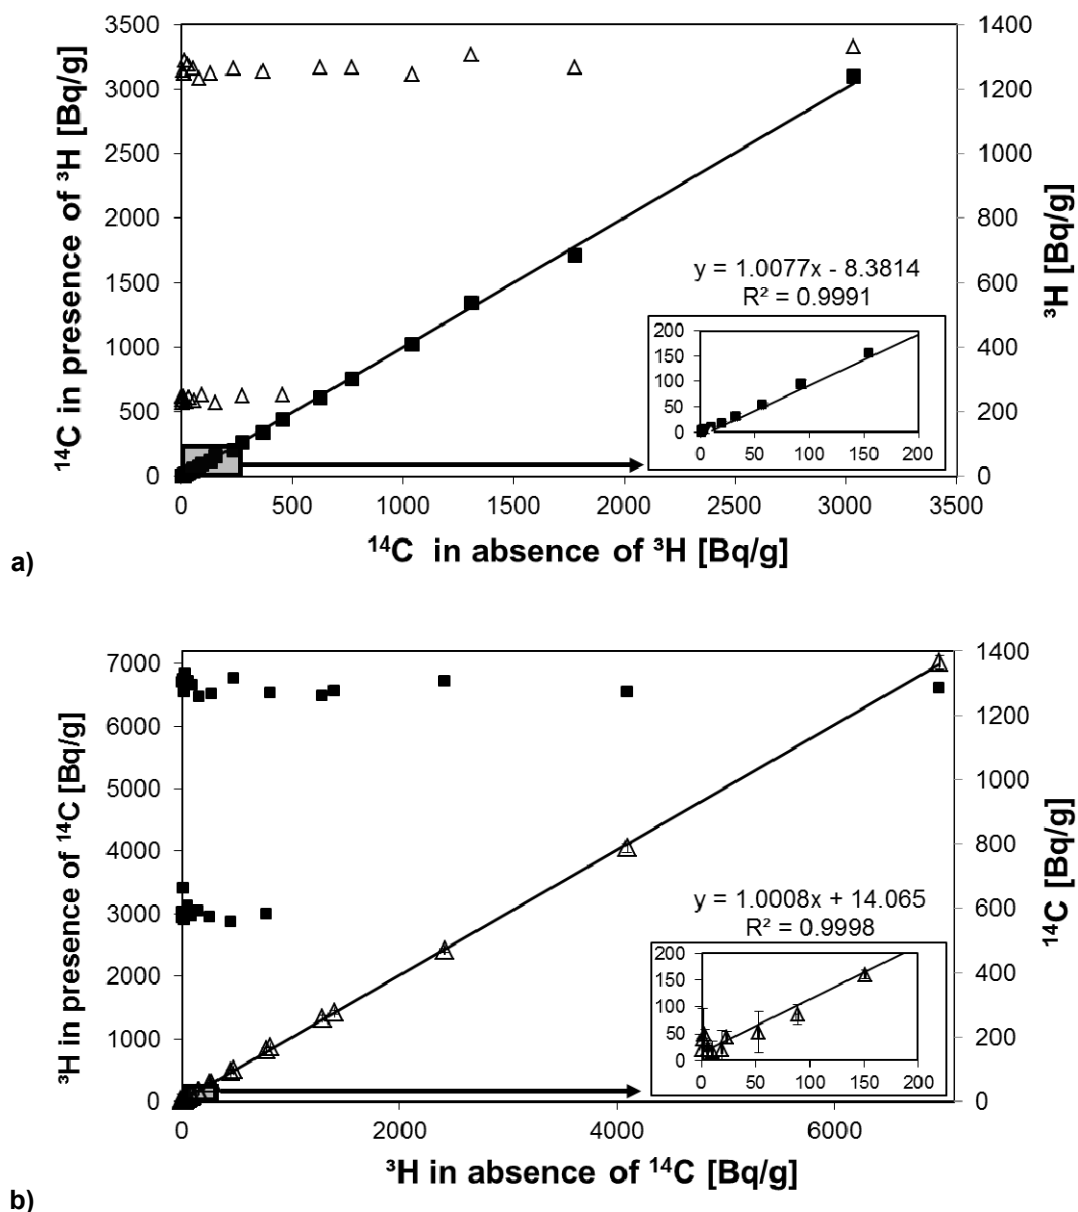 ¹⁴C in presence of ³H [Bq/g]
3500
3000
2500
2000
1500
1000
500
0
1400
1200
1000
800
600
400
200
0
³H [Bq/g]
y = 1.0077x - 8.3814
R² = 0.9991
200
150
100
50
0
0 50 100 150 200
0 500 1000 1500 2000 2500 3000 3500
¹⁴C in absence of ³H [Bq/g]
a)
³H in presence of ¹⁴C [Bq/g]
7000
6000
5000
4000
3000
2000
1000
0
1400
1200
1000
800
600
400
200
0
¹⁴C [Bq/g]
y = 1.0008x + 14.065
R² = 0.9998
200
150
100
50
0
0 50 100 150 200
0 2000 4000 6000
³H in absence of ¹⁴C [Bq/g]
b)